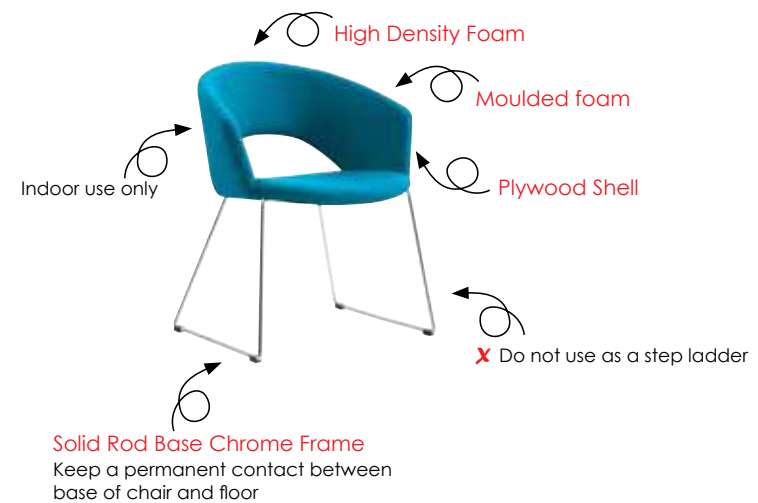 High Density Foam
Moulded foam
Indoor use only
Plywood Shell
✗ Do not use as a step ladder
Solid Rod Base Chrome Frame
Keep a permanent contact between
base of chair and floor